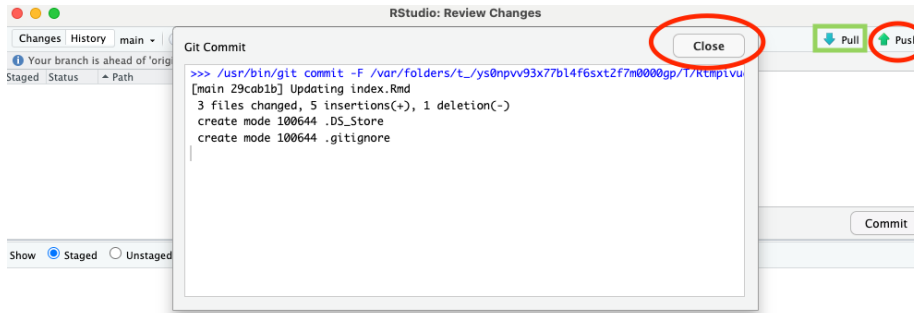 RStudio: Review Changes
Changes History main Pull Push
Git Commit Close
Your branch is ahead of 'orig
Staged Status Path
>>> /usr/bin/git commit -F /var/folders/t_/ys0npvv93x77bl4f6sxt2f7m0000gp/T/RtmpIvu
[main 29cab1b] Updating index.Rmd
3 files changed, 5 insertions(+), 1 deletion(-)
create mode 100644 .DS_Store
create mode 100644 .gitignore
Commit
Show Staged Unstaged